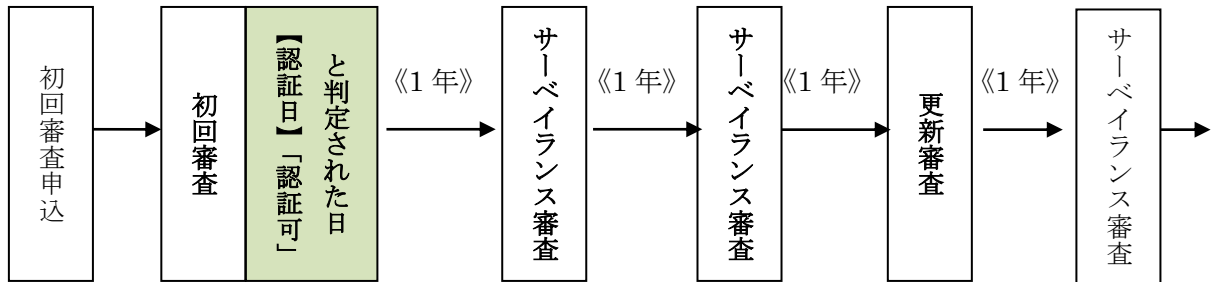 初回審査申込
初回審査
【認証日】「認証可」
と判定された日
《1 年》
サーベイランス審査
《1 年》
サーベイランス審査
《1 年》
更新審査
《1 年》
サーベイランス審査